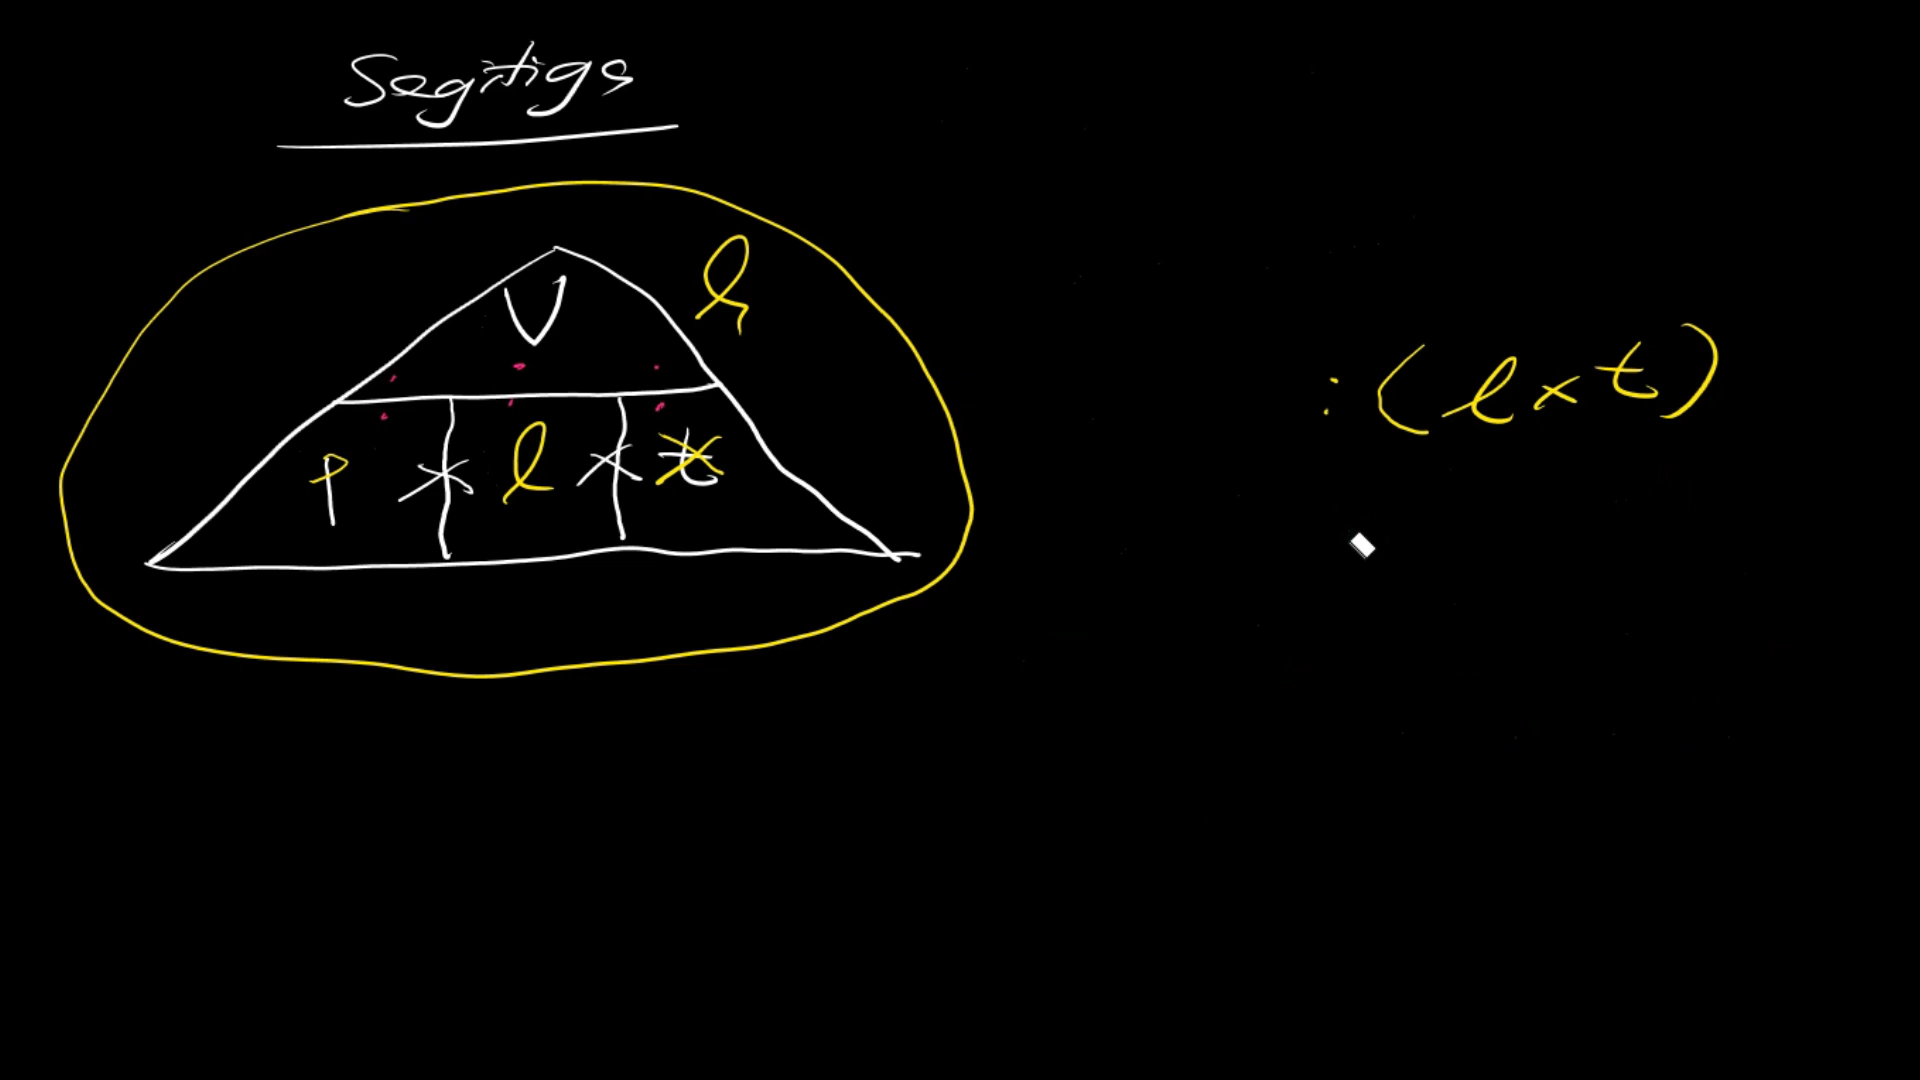 Segitiga
V
h
p × l × t
: (l × t)